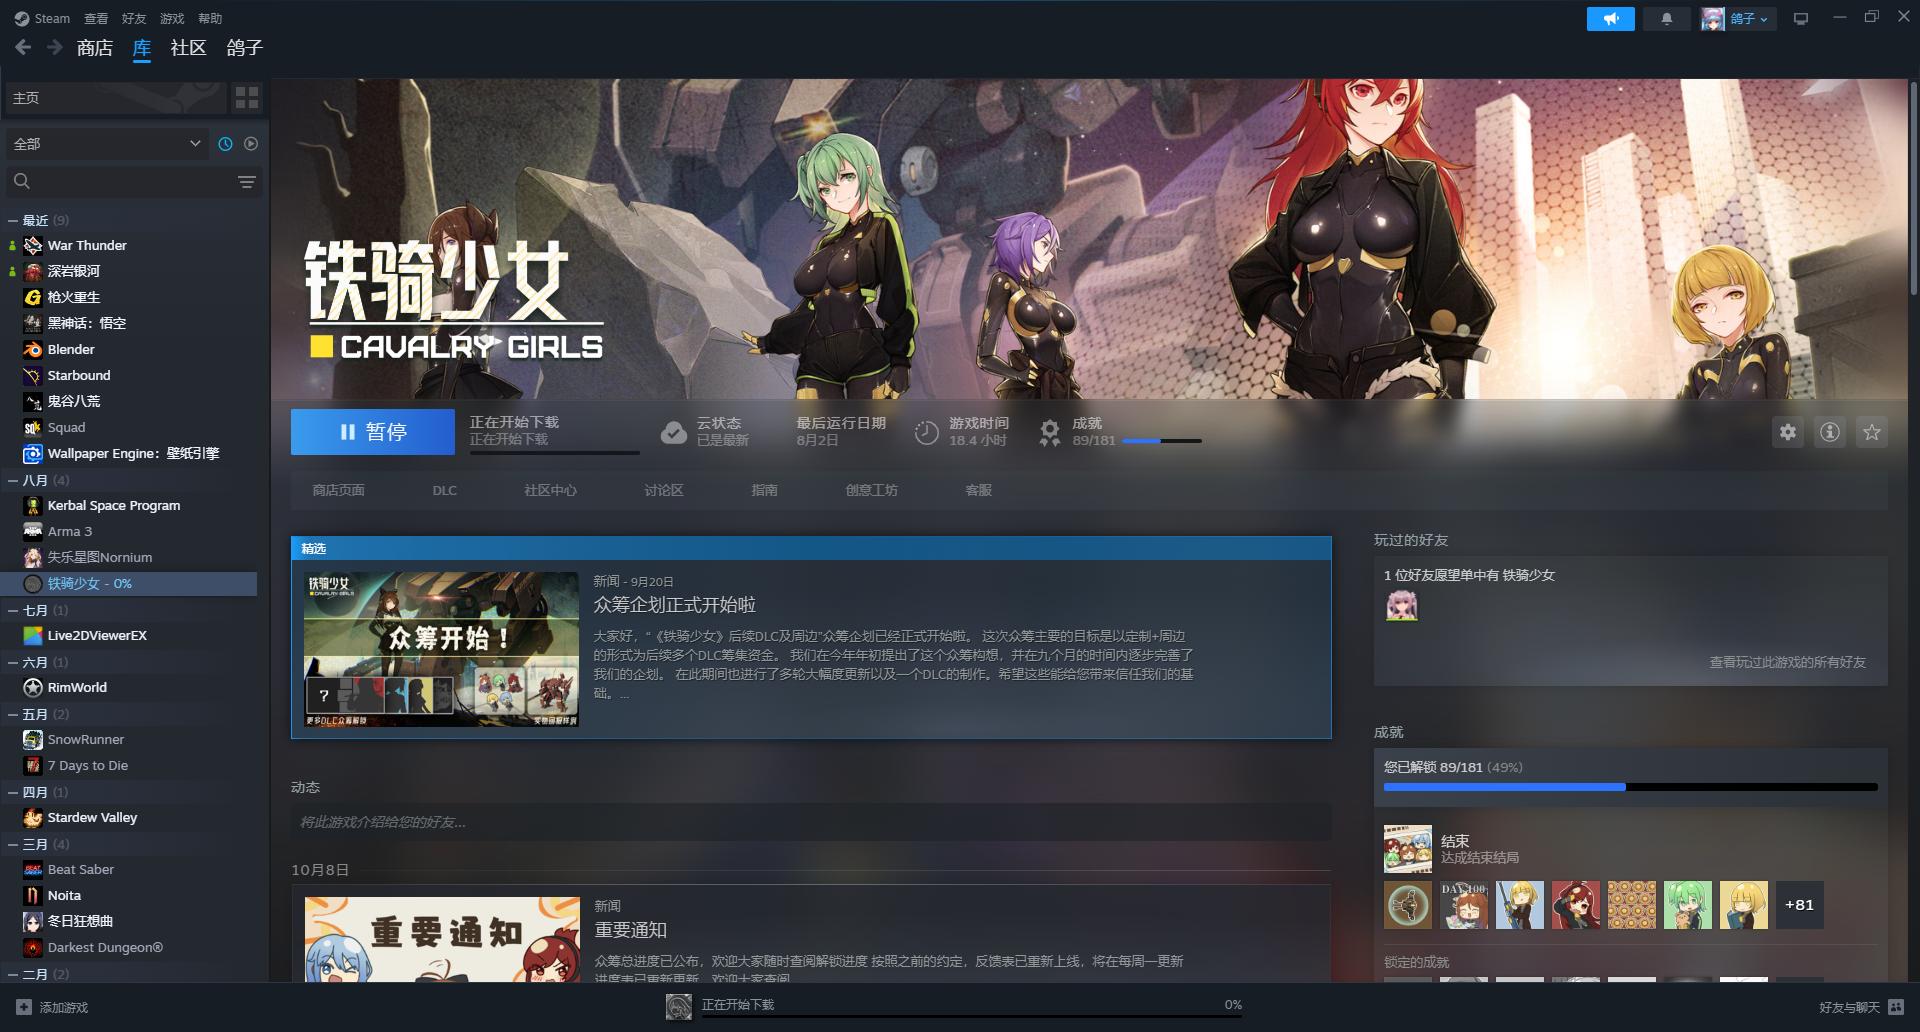 Steam 查看 好友 游戏 帮助
鸽子
商店 库 社区 鸽子
主页
全部
最近 (9)
War Thunder
深岩银河
枪火重生
黑神话：悟空
Blender
Starbound
鬼谷八荒
Squad
Wallpaper Engine：壁纸引擎
八月 (4)
Kerbal Space Program
Arma 3
失乐星图Nornium
铁骑少女 - 0%
七月 (1)
Live2DViewerEX
六月 (1)
RimWorld
五月 (2)
SnowRunner
7 Days to Die
四月 (1)
Stardew Valley
三月 (4)
Beat Saber
Noita
冬日狂想曲
Darkest Dungeon®
二月 (2)
添加游戏
铁骑少女
CAVALRY GIRLS
暂停
正在开始下载
正在开始下载
云状态
已是最新
最后运行日期
8月2日
游戏时间
18.4 小时
成就
89/181
商店页面 DLC 社区中心 讨论区 指南 创意工坊 客服
精选
铁骑少女
CAVALRY GIRLS
众筹开始！
?
更多DLC众筹解锁
新闻 - 9月20日
众筹企划正式开始啦
大家好，“《铁骑少女》后续DLC及周边”众筹企划已经正式开始啦。 这次众筹主要的目标是以定制+周边
的形式为后续多个DLC筹集资金。 我们在今年年初提出了这个众筹构想，并在九个月的时间内逐步完善了
我们的企划。 在此期间也进行了多轮大幅度更新以及一个DLC的制作。希望这些能给您带来信任我们的基
础。...
动态
将此游戏介绍给您的好友...
10月8日
重要通知
新闻
重要通知
众筹总进度已公布，欢迎大家随时查阅解锁进度 按照之前的约定，反馈表已重新上线，将在每周一更新
进度表已重新更新，欢迎大家查阅
玩过的好友
1 位好友愿望单中有 铁骑少女
查看玩过此游戏的所有好友
成就
您已解锁 89/181 (49%)
结束
达成结束结局
DAY 100
+81
锁定的成就
正在开始下载 0%
好友与聊天